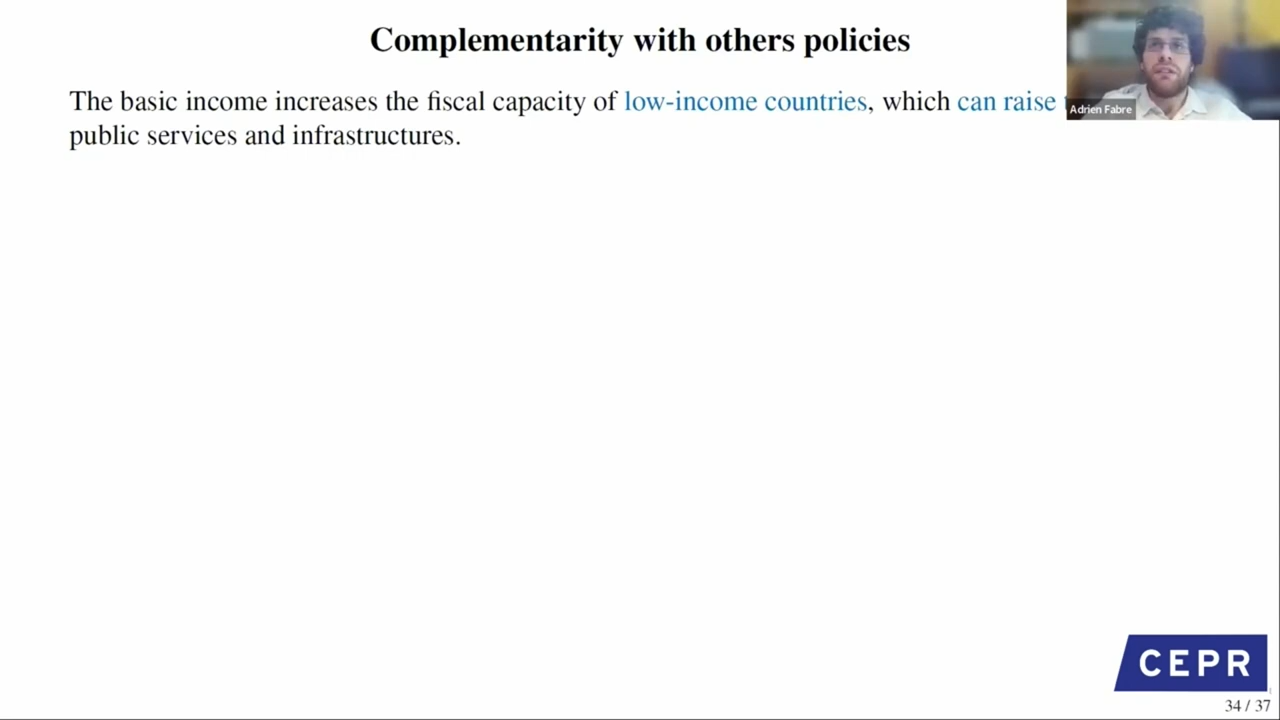 Complementarity with others policies
The basic income increases the fiscal capacity of low-income countries, which can raise
public services and infrastructures.
Adrien Fabre
CEPR
34 / 37